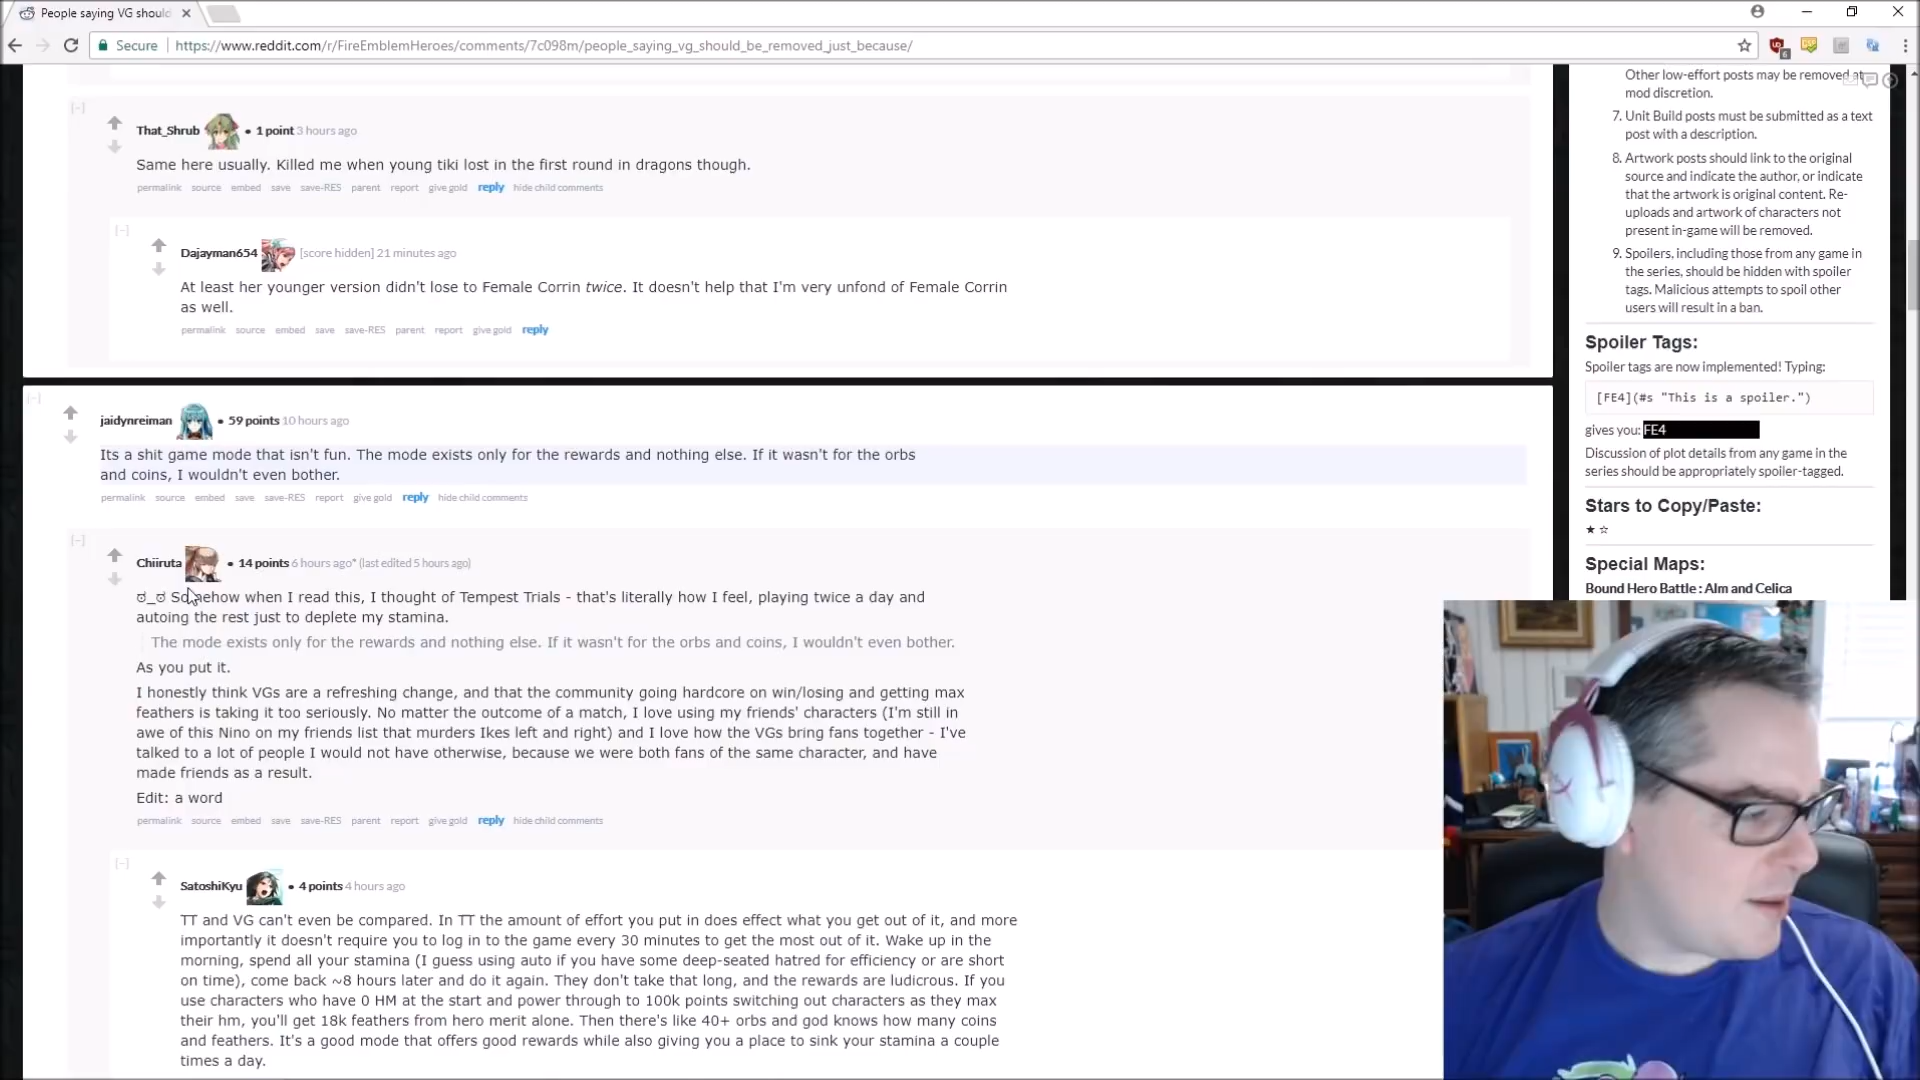 People saying VG should
Secure https://www.reddit.com/r/FireEmblemHeroes/comments/7c098m/people_saying_vg_should_be_removed_just_because/
6
[-]
That_Shrub • 1 point 3 hours ago
Same here usually. Killed me when young tiki lost in the first round in dragons though.
permalink source embed save save-RES parent report give gold reply hide child comments
[-]
Dajayman654 [score hidden] 21 minutes ago
At least her younger version didn't lose to Female Corrin twice. It doesn't help that I'm very unfond of Female Corrin
as well.
permalink source embed save save-RES parent report give gold reply
[-]
jaidynreiman • 59 points 10 hours ago
Its a shit game mode that isn't fun. The mode exists only for the rewards and nothing else. If it wasn't for the orbs
and coins, I wouldn't even bother.
permalink source embed save save-RES report give gold reply hide child comments
[-]
Chiiruta • 14 points 6 hours ago* (last edited 5 hours ago)
ಠ_ಠ Somehow when I read this, I thought of Tempest Trials - that's literally how I feel, playing twice a day and
autoing the rest just to deplete my stamina.
The mode exists only for the rewards and nothing else. If it wasn't for the orbs and coins, I wouldn't even bother.
As you put it.
I honestly think VGs are a refreshing change, and that the community going hardcore on win/losing and getting max
feathers is taking it too seriously. No matter the outcome of a match, I love using my friends' characters (I'm still in
awe of this Nino on my friends list that murders Ikes left and right) and I love how the VGs bring fans together - I've
talked to a lot of people I would not have otherwise, because we were both fans of the same character, and have
made friends as a result.
Edit: a word
permalink source embed save save-RES parent report give gold reply hide child comments
[-]
SatoshiKyu • 4 points 4 hours ago
TT and VG can't even be compared. In TT the amount of effort you put in does effect what you get out of it, and more
importantly it doesn't require you to log in to the game every 30 minutes to get the most out of it. Wake up in the
morning, spend all your stamina (I guess using auto if you have some deep-seated hatred for efficiency or are short
on time), come back ~8 hours later and do it again. They don't take that long, and the rewards are ludicrous. If you
use characters who have 0 HM at the start and power through to 100k points switching out characters as they max
their hm, you'll get 18k feathers from hero merit alone. Then there's like 40+ orbs and god knows how many coins
and feathers. It's a good mode that offers good rewards while also giving you a place to sink your stamina a couple
times a day.
Other low-effort posts may be removed at
mod discretion.
7. Unit Build posts must be submitted as a text
post with a description.
8. Artwork posts should link to the original
source and indicate the author, or indicate
that the artwork is original content. Re-
uploads and artwork of characters not
present in-game will be removed.
9. Spoilers, including those from any game in
the series, should be hidden with spoiler
tags. Malicious attempts to spoil other
users will result in a ban.
Spoiler Tags:
Spoiler tags are now implemented! Typing:
[FE4](#s "This is a spoiler.")
gives you: FE4
Discussion of plot details from any game in the
series should be appropriately spoiler-tagged.
Stars to Copy/Paste:
★ ☆
Special Maps:
Bound Hero Battle : Alm and Celica